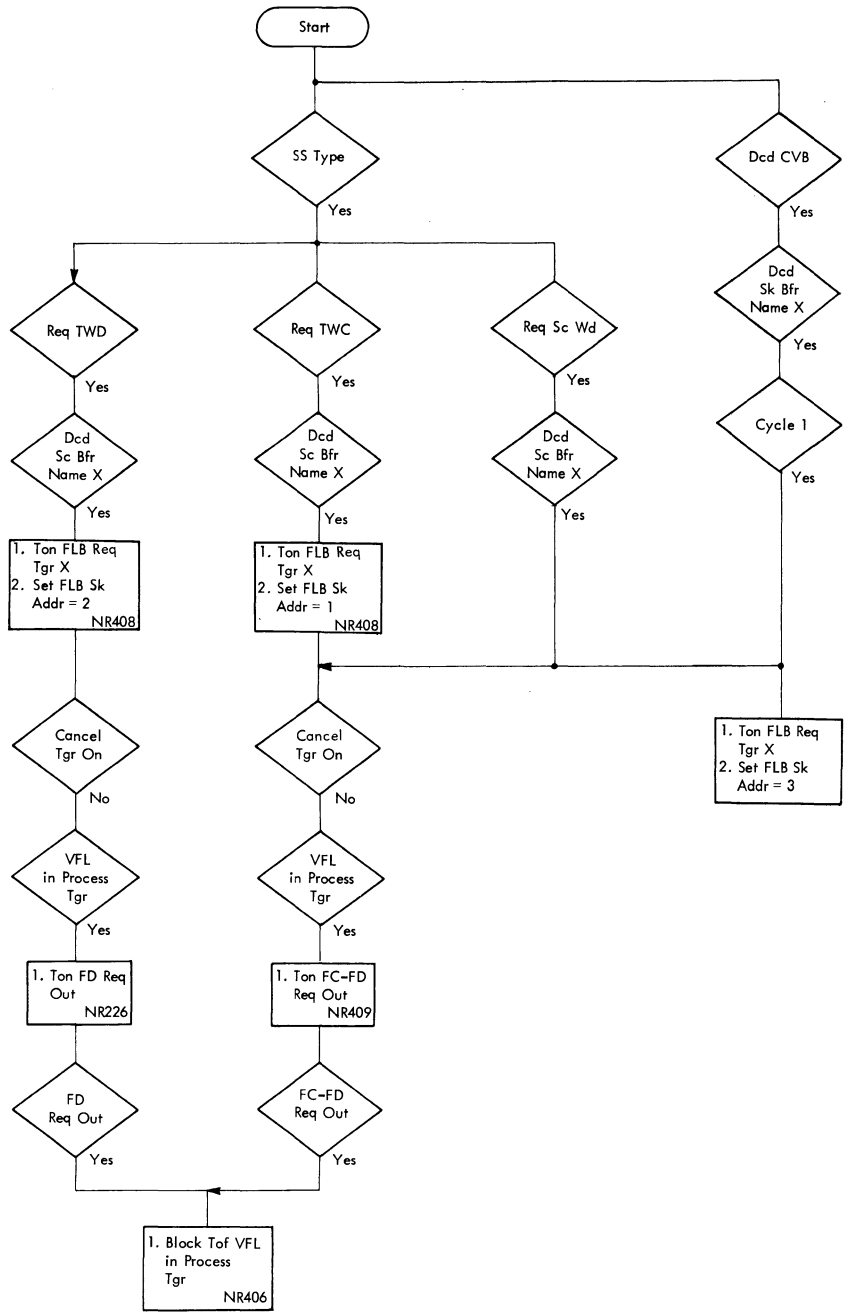 Start
SS Type
Yes
Dcd CVB
Yes
Req TWD
Yes
Req TWC
Yes
Req Sc Wd
Yes
Dcd
Sk Bfr
Name X
Yes
Dcd
Sc Bfr
Name X
Yes
Dcd
Sc Bfr
Name X
Yes
Dcd
Sc Bfr
Name X
Yes
Cycle 1
Yes
1. Ton FLB Req
Tgr X
2. Set FLB Sk
Addr = 2
NR408
1. Ton FLB Req
Tgr X
2. Set FLB Sk
Addr = 1
NR408
1. Ton FLB Req
Tgr X
2. Set FLB Sk
Addr = 3
Cancel
Tgr On
No
Cancel
Tgr On
No
VFL
in Process
Tgr
Yes
VFL
in Process
Tgr
Yes
1. Ton FD Req
Out
NR226
1. Ton FC-FD
Req Out
NR409
FD
Req Out
Yes
FC-FD
Req Out
Yes
1. Block Tof VFL
in Process
Tgr
NR406